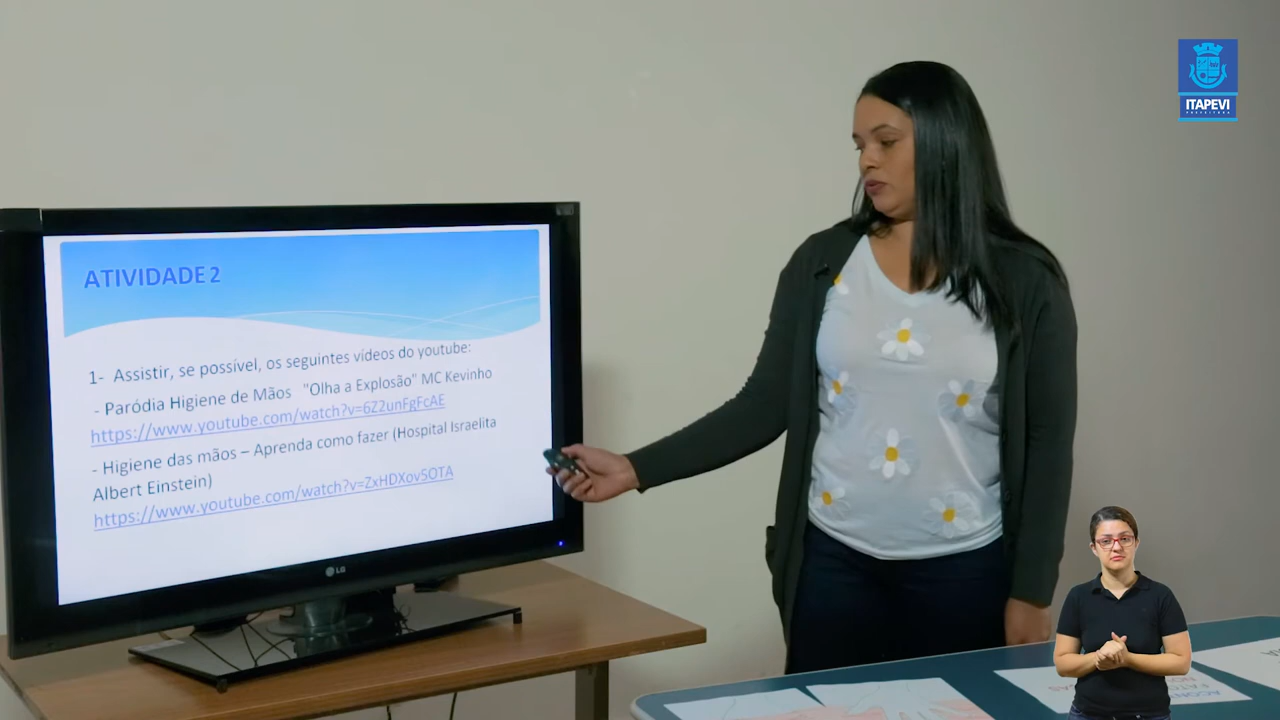 ITAPEVI
PREFEITURA
ATIVIDADE 2
1- Assistir, se possível, os seguintes vídeos do youtube:
- Paródia Higiene de Mãos "Olha a Explosão" MC Kevinho
https://www.youtube.com/watch?v=6Z2unFgFcAE
- Higiene das mãos – Aprenda como fazer (Hospital Israelita
Albert Einstein)
https://www.youtube.com/watch?v=ZxHDXov5OTA
LG